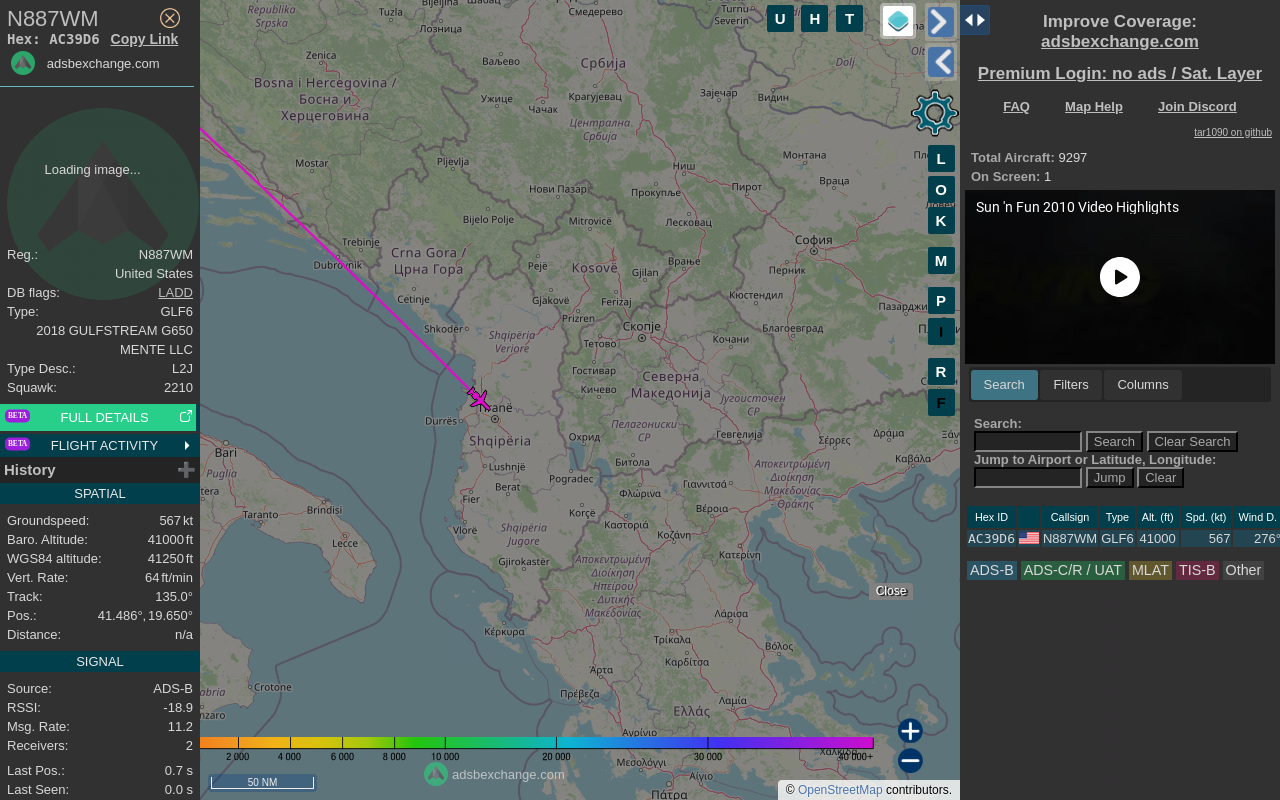 N887WM
Hex: AC39D6 Copy Link
adsbexchange.com
Loading image...
Reg.: N887WM
United States
DB flags: LADD
Type: GLF6
2018 GULFSTREAM G650
MENTE LLC
Type Desc.: L2J
Squawk: 2210
BETA FULL DETAILS
BETA FLIGHT ACTIVITY
History
SPATIAL
Groundspeed: 567 kt
Baro. Altitude: 41000 ft
WGS84 altitude: 41250 ft
Vert. Rate: 64 ft/min
Track: 135.0°
Pos.: 41.486°, 19.650°
Distance: n/a
SIGNAL
Source: ADS-B
RSSI: -18.9
Msg. Rate: 11.2
Receivers: 2
Last Pos.: 0.7 s
Last Seen: 0.0 s
Republika
Srpska
Tuzla
Лозница
Смедерево
Turnu
Severin
Zenica
Ваљево
Србија
Dolj
Bosna i Hercegovina /
Босна и
Херцеговина
Ужице
Чачак
Крагујевац
Зајечар
Видин
Централна
Србија
Mostar
Pljevlja
Ниш
Монтана
Нови Пазар
Прокупље
Пирот
Враца
Bijelo Polje
Mitrovicë
Лесковац
Trebinje
Dubrovnik
Crna Gora /
Црна Гора
Pejë
Kosovë
Gjilan
Врање
Перник
София
Cetinje
Gjakovë
Ferizaj
Кюстендил
Shkodër
Prizren
Скопје
Благоевград
Shqipëria
Veriore
Тетово
Кочани
Гостивар
Кичево
Северна
Македонија
Југоисточен
СР
Tiranë
Durrës
Shqipëria
Охрид
Пелагониски
СР
Гевгелија
Σέρρες
Δράμα
Καβάλα
Lushnjë
Битола
Berat
Pogradec
Fier
Φλώρινα
Γιαννιτσά
Αποκεντρωμένη
Διοίκηση
Μακεδονίας
- Θράκης
Korçë
Βέροια
Vlorë
Shqipëria
Jugore
Καστοριά
Κοζάνη
Gjirokaster
Κατερίνη
Αποκεντρωμένη
Διοίκηση
Ηπείρου
- Δυτικής
Μακεδονίας
Κέρκυρα
Λάρισα
Τρίκαλα
Βόλος
Καρδίτσα
Άρτα
Πρέβεζα
Λαμία
Ελλάς
Αγρίνιο
Χαλκίδα
Μεσολόγγι
Αίγιο
Πάτρα
Bari
Puglia
Taranto
Brindisi
Lecce
Crotone
U H T
L
O
K
M
P
I
R
F
Close
2 000 4 000 6 000 8 000 10 000 20 000 30 000 40 000+
adsbexchange.com
50 NM
© OpenStreetMap contributors.
Improve Coverage:
adsbexchange.com
Premium Login: no ads / Sat. Layer
FAQ Map Help Join Discord
tar1090 on github
Total Aircraft: 9297
On Screen: 1
Sun 'n Fun 2010 Video Highlights
Search Filters Columns
Search:
Search Clear Search
Jump to Airport or Latitude, Longitude:
Jump Clear
Hex ID Callsign Type Alt. (ft) Spd. (kt) Wind D.
AC39D6 N887WM GLF6 41000 567 276°
ADS-B ADS-C/R / UAT MLAT TIS-B Other